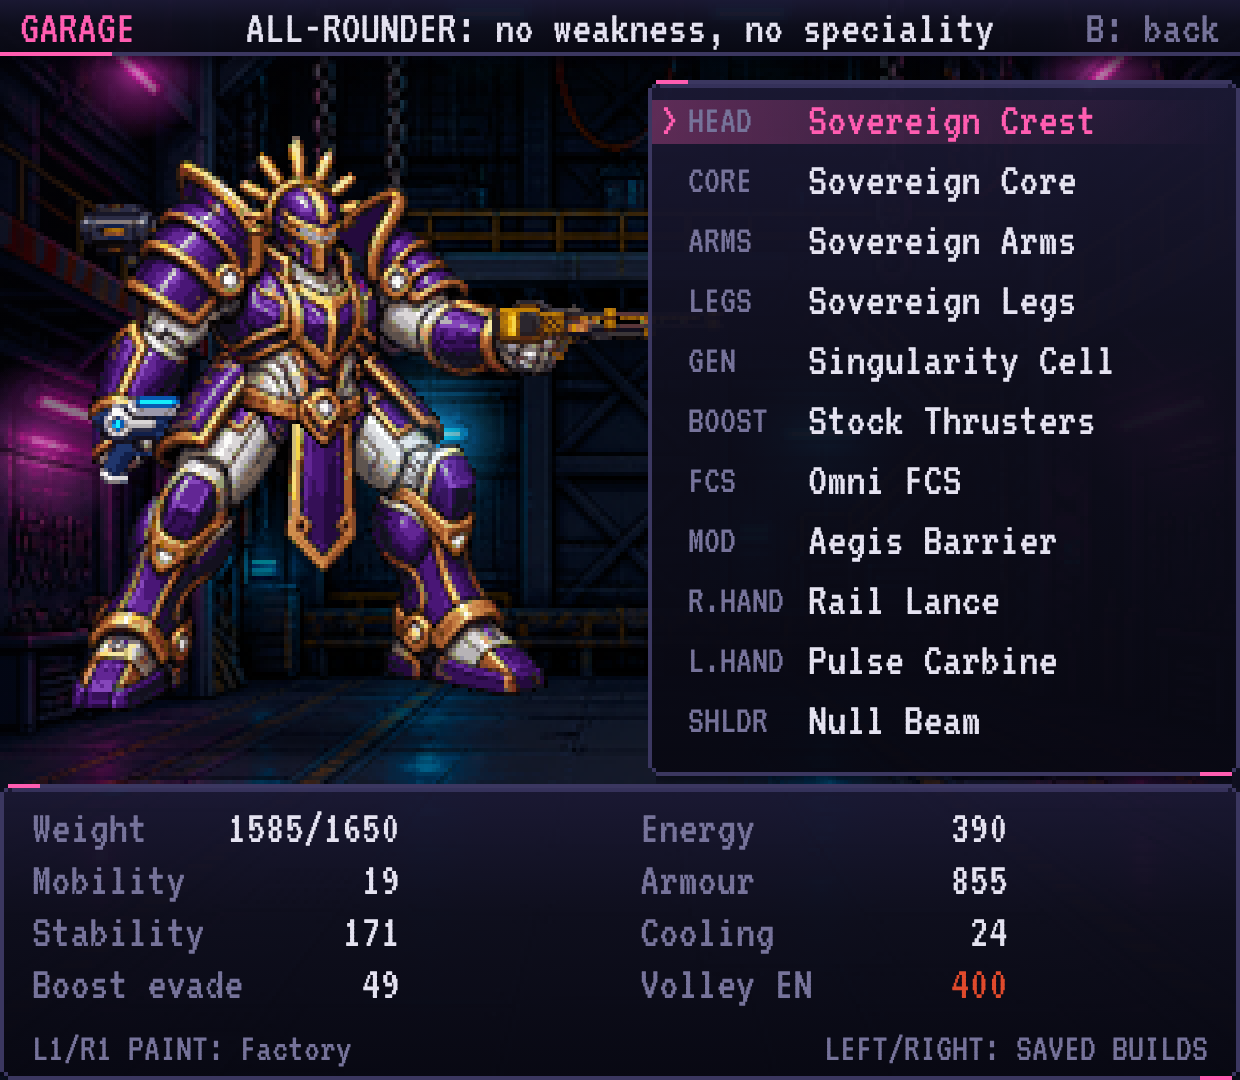 GARAGE ALL-ROUNDER: no weakness, no speciality B: back
HEAD Sovereign Crest
CORE Sovereign Core
ARMS Sovereign Arms
LEGS Sovereign Legs
GEN Singularity Cell
BOOST Stock Thrusters
FCS Omni FCS
MOD Aegis Barrier
R.HAND Rail Lance
L.HAND Pulse Carbine
SHLDR Null Beam
Weight 1585/1650 Energy 390
Mobility 19 Armour 855
Stability 171 Cooling 24
Boost evade 49 Volley EN 400
L1/R1 PAINT: Factory LEFT/RIGHT: SAVED BUILDS